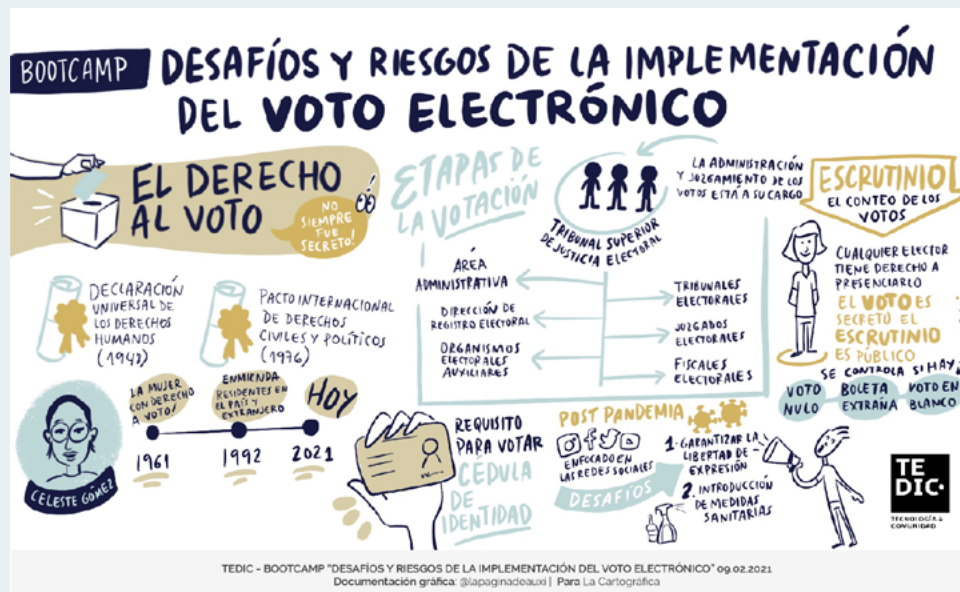 BOOTCAMP
DESAFÍOS Y RIESGOS DE LA IMPLEMENTACIÓN
DEL VOTO ELECTRÓNICO
EL DERECHO
AL VOTO
NO
SIEMPRE
FUE
SECRETO!
DECLARACIÓN
UNIVERSAL DE
LOS DERECHOS
HUMANOS
(1948)
PACTO INTERNACIONAL
DE DERECHOS
CIVILES Y POLÍTICOS
(1976)
CELESTE GÓMEZ
LA MUJER
CON DERECHO
A VOTO!
1961
ENMIENDA
RESIDENTES EN
EL PAÍS Y
EXTRANJERO
1992
HOY
2021
ETAPAS DE
LA VOTACIÓN
TRIBUNAL SUPERIOR
DE JUSTICIA ELECTORAL
LA ADMINISTRACIÓN
Y JUZGAMIENTO DE LOS
VOTOS ESTÁ A SU CARGO
ÁREA
ADMINISTRATIVA
DIRECCIÓN DE
REGISTRO ELECTORAL
ORGANISMOS
ELECTORALES
AUXILIARES
TRIBUNALES
ELECTORALES
JUZGADOS
ELECTORALES
FISCALES
ELECTORALES
REQUISITO
PARA VOTAR
CEDULA
DE
IDENTIDAD
POST PANDEMIA
ENFOCADO EN
LAS REDES SOCIALES
DESAFÍOS
1- GARANTIZAR LA
LIBERTAD DE
EXPRESIÓN
2. INTRODUCCIÓN
DE MEDIDAS
SANITARIAS
ESCRUTINIO
EL CONTEO DE LOS
VOTOS
CUALQUIER ELECTOR
TIENE DERECHO A
PRESENCIARLO
EL VOTO ES
SECRETO EL
ESCRUTINIO
ES PÚBLICO
SE CONTROLA SI HAY
VOTO
NULO
BOLETA
EXTRAÑA
VOTO EN
BLANCO
TE
DIC
TECNOLOGÍA &
COMUNIDAD
TEDIC - BOOTCAMP "DESAFÍOS Y RIESGOS DE LA IMPLEMENTACIÓN DEL VOTO ELECTRÓNICO" 09.02.2021
Documentación gráfica: @lapaginadeauxi | Para La Cartográfica